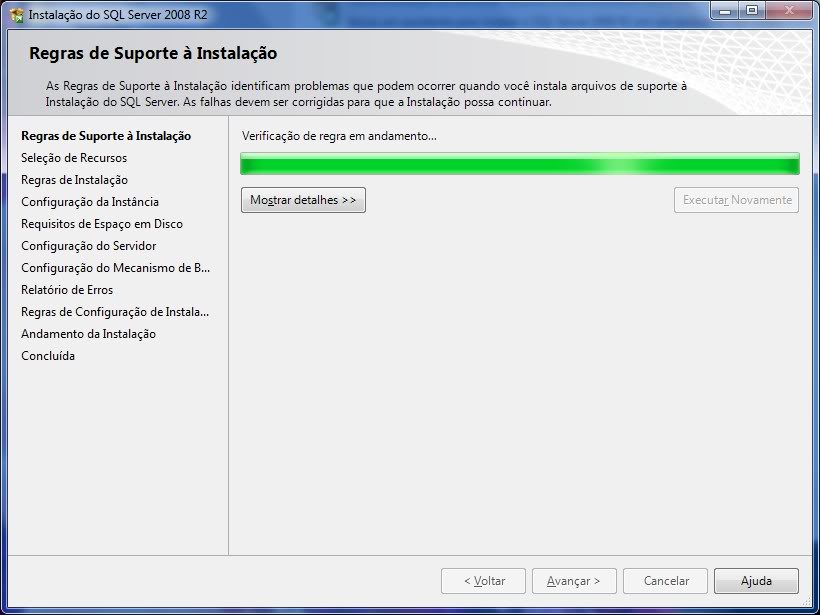 Instalação do SQL Server 2008 R2
Regras de Suporte à Instalação
As Regras de Suporte à Instalação identificam problemas que podem ocorrer quando você instala arquivos de suporte à
Instalação do SQL Server. As falhas devem ser corrigidas para que a Instalação possa continuar.
Regras de Suporte à Instalação
Seleção de Recursos
Regras de Instalação
Configuração da Instância
Requisitos de Espaço em Disco
Configuração do Servidor
Configuração do Mecanismo de B...
Relatório de Erros
Regras de Configuração de Instala...
Andamento da Instalação
Concluída
Verificação de regra em andamento...
Mostrar detalhes >>
Executar Novamente
< Voltar
Avançar >
Cancelar
Ajuda